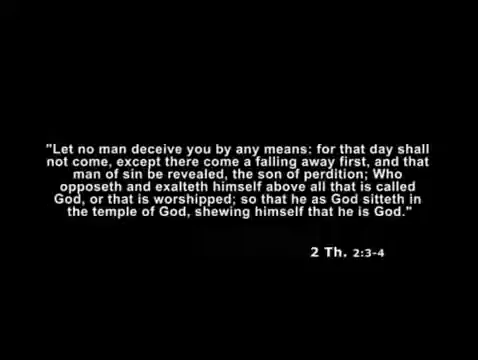 "Let no man deceive you by any means: for that day shall
not come, except there come a falling away first, and that
man of sin be revealed, the son of perdition; Who
opposeth and exalteth himself above all that is called
God, or that is worshipped; so that he as God sitteth in
the temple of God, shewing himself that he is God."
2 Th. 2:3-4